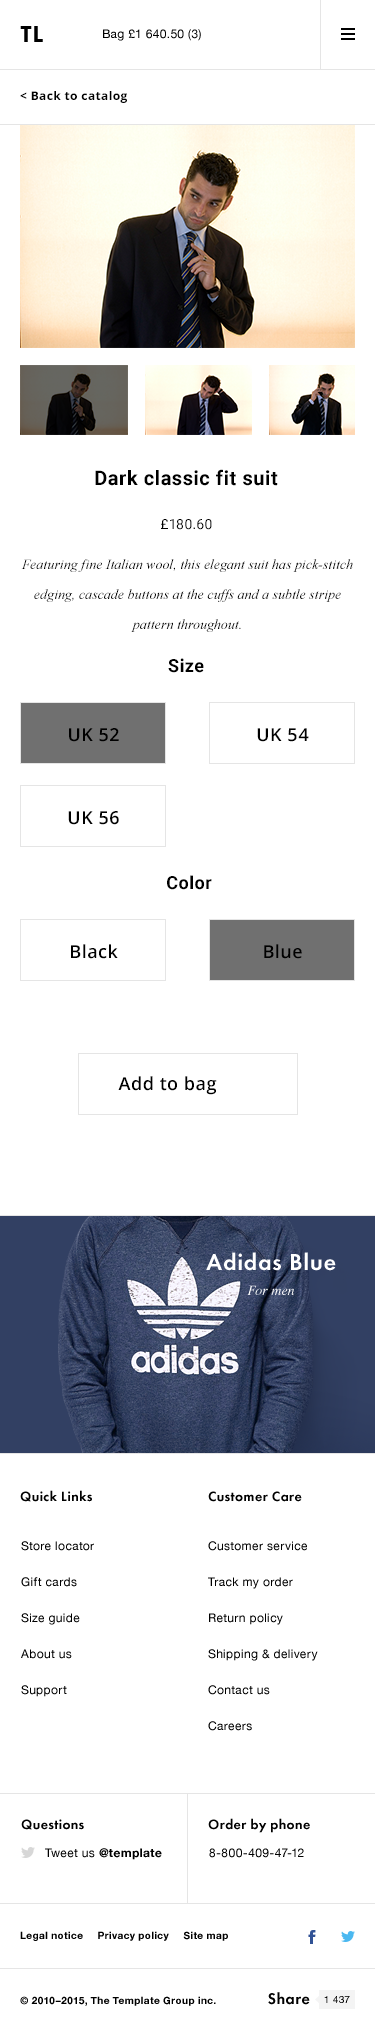 TL
Bag £1 640.50 (3)
< Back to catalog
Dark classic fit suit
£180.60
Featuring fine Italian wool, this elegant suit has pick-stitch
edging, cascade buttons at the cuffs and a subtle stripe
pattern throughout.
Size
UK 52
UK 54
UK 56
Color
Black
Blue
Add to bag
Adidas Blue
For men
adidas
Quick Links
Store locator
Gift cards
Size guide
About us
Support
Customer Care
Customer service
Track my order
Return policy
Shipping & delivery
Contact us
Careers
Questions
Tweet us @template
Order by phone
8-800-409-47-12
Legal notice Privacy policy Site map
© 2010–2015, The Template Group inc.
Share 1 437